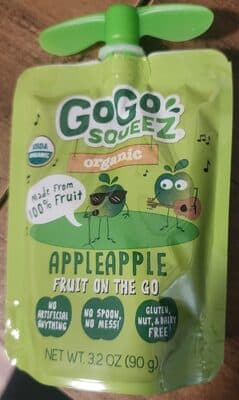 GoGo
SQUEEZ
organic
USDA
ORGANIC
Made from
100% Fruit
APPLEAPPLE
FRUIT ON THE GO
NO
ARTIFICIAL
ANYTHING
NO SPOON,
NO MESS!
GLUTEN,
NUT, & DAIRY
FREE!
NET WT. 3.2 OZ (90 g)